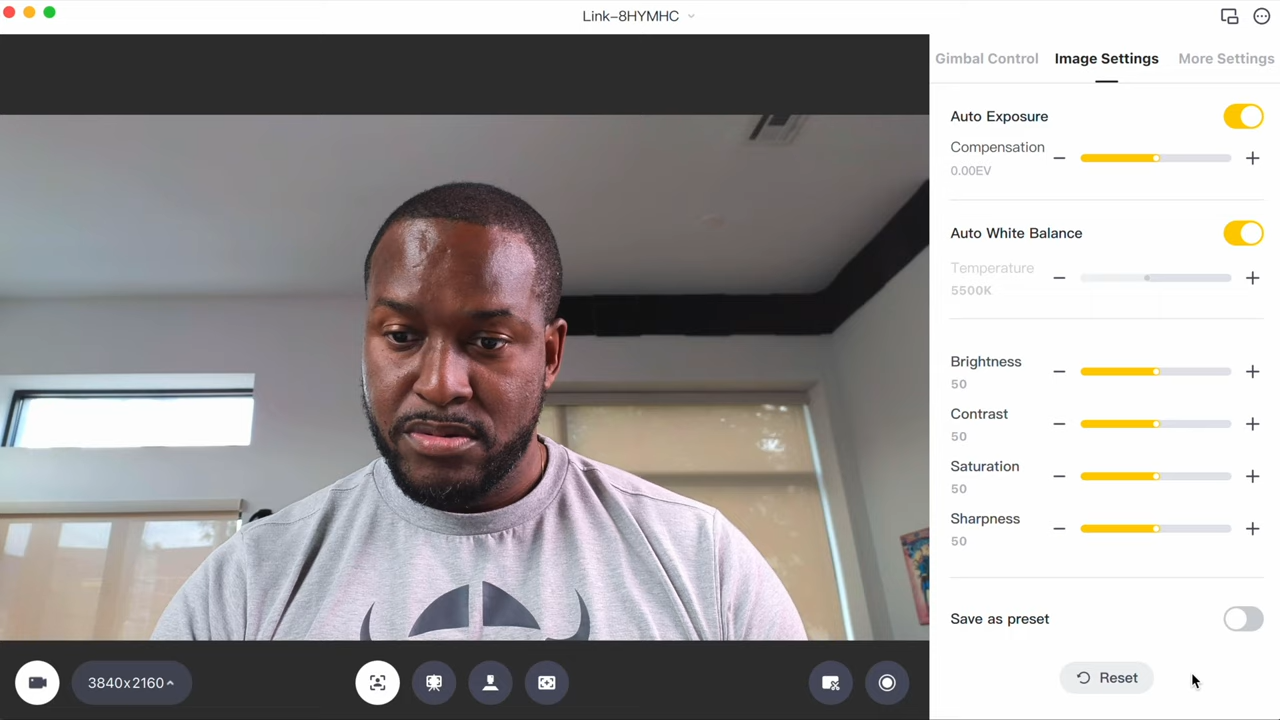 Link-8HYMHC
Gimbal Control
Image Settings
More Settings
Auto Exposure
Compensation
0.00EV
Auto White Balance
Temperature
5500K
Brightness
50
Contrast
50
Saturation
50
Sharpness
50
Save as preset
3840x2160
Reset